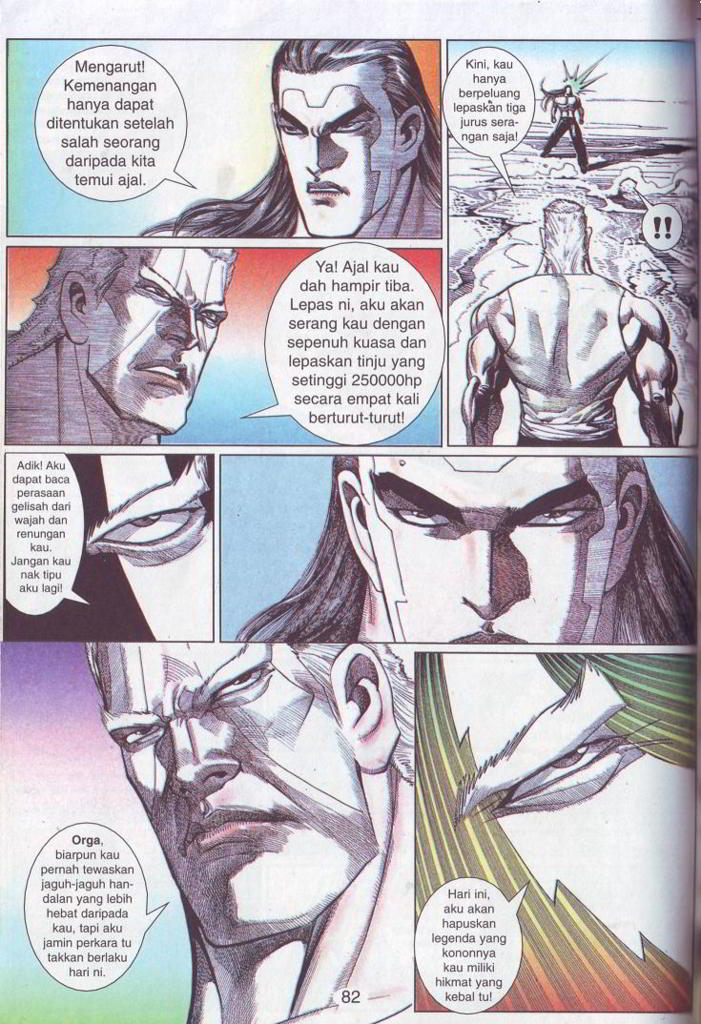 Mengarut!
Kemenangan
hanya dapat
ditentukan setelah
salah seorang
daripada kita
temui ajal.
Kini, kau
hanya
berpeluang
lepaskan tiga
jurus sera-
ngan saja!
!!
Ya! Ajal kau
dah hampir tiba.
Lepas ni, aku akan
serang kau dengan
sepenuh kuasa dan
lepaskan tinju yang
setinggi 250000hp
secara empat kali
berturut-turut!
Adik! Aku
dapat baca
perasaan
gelisah dari
wajah dan
renungan
kau.
Jangan kau
nak tipu
aku lagi!
Orga,
biarpun kau
pernah tewaskan
jaguh-jaguh han-
dalan yang lebih
hebat daripada
kau, tapi aku
jamin perkara tu
takkan berlaku
hari ni.
Hari ini,
aku akan
hapuskan
legenda yang
kononnya
kau miliki
hikmat yang
kebal tu!
82